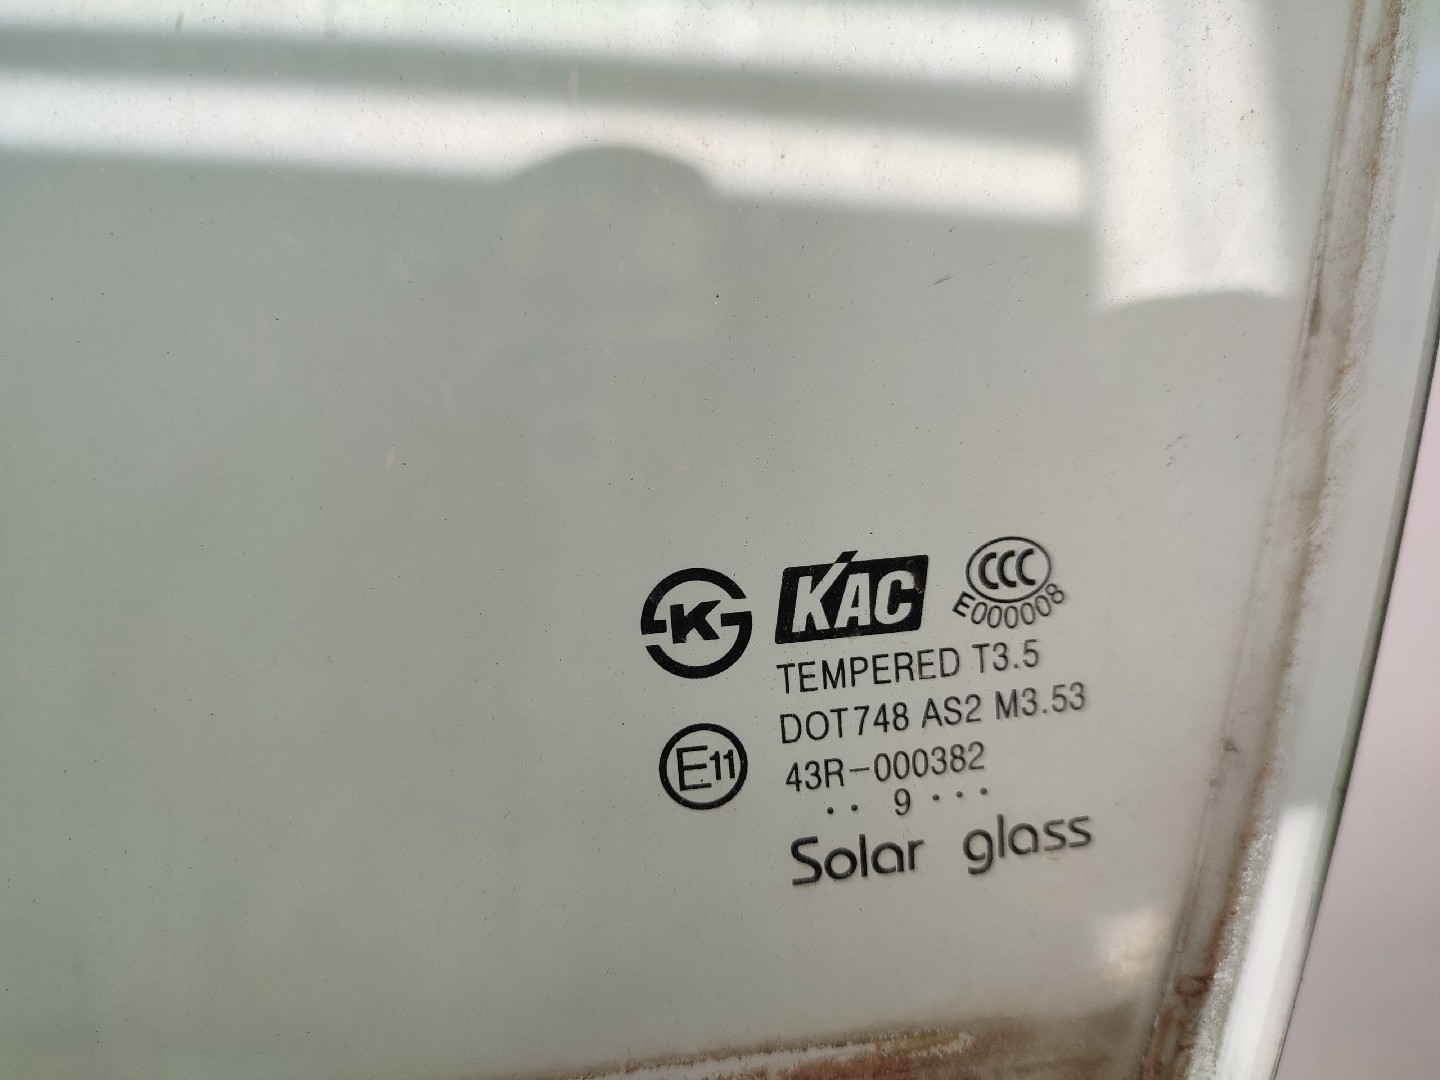 K
KAC
CCC
E000008
TEMPERED T3.5
DOT748 AS2 M3.53
E11
43R-000382
·· 9 ···
Solar glass